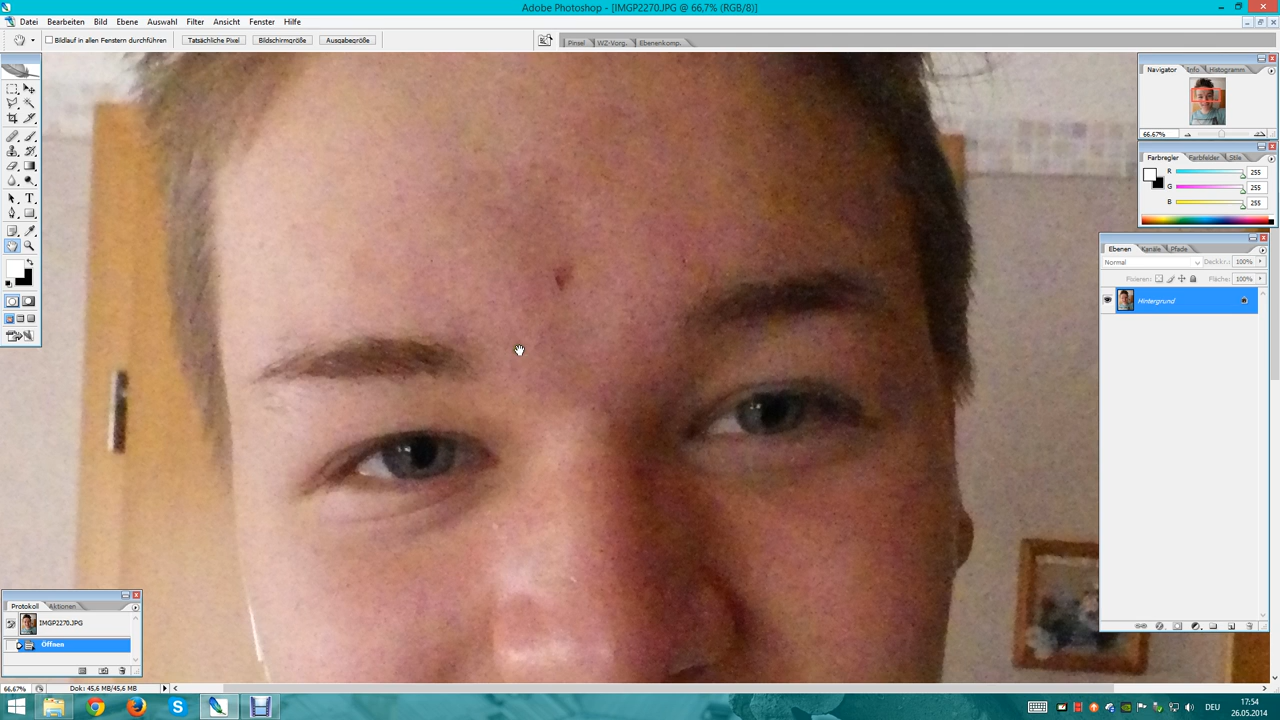 Adobe Photoshop - [IMGP2270.JPG @ 66,7% (RGB/8)]
Datei Bearbeiten Bild Ebene Auswahl Filter Ansicht Fenster Hilfe
Bildlauf in allen Fenstern durchführen Tatsächliche Pixel Bildschirmgröße Ausgabegröße Pinsel WZ-Vorg. Ebenenkomp.
Navigator Info Histogramm
66.67%
Farbregler Farbfelder Stile
R 255
G 255
B 255
Ebenen Kanäle Pfade
Normal Deckkr.: 100%
Fixieren: Fläche: 100%
Hintergrund
Protokoll Aktionen
IMGP2270.JPG
Öffnen
66,67% Dok: 45,6 MB/45,6 MB
DEU
17:54
26.05.2014